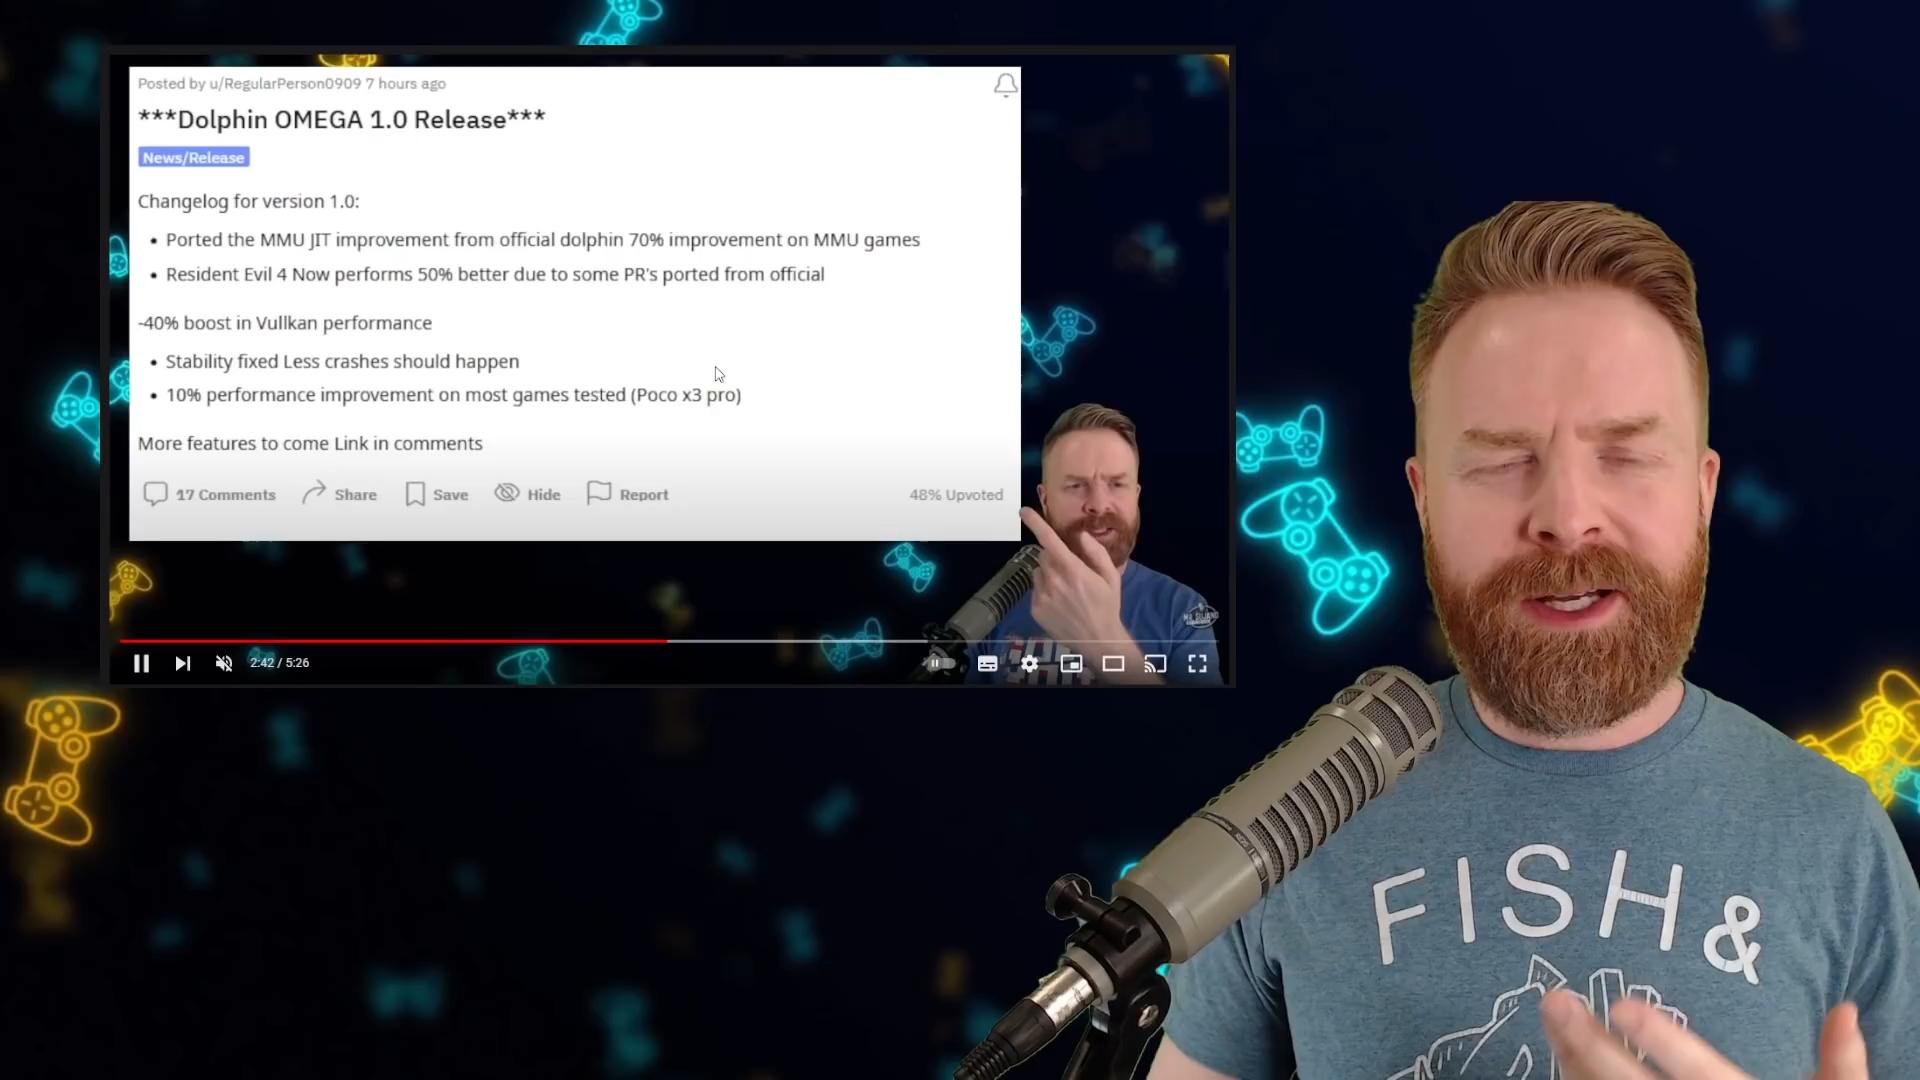 Posted by u/RegularPerson0909 7 hours ago
***Dolphin OMEGA 1.0 Release***
News/Release
Changelog for version 1.0:
• Ported the MMU JIT improvement from official dolphin 70% improvement on MMU games
• Resident Evil 4 Now performs 50% better due to some PR's ported from official
-40% boost in Vullkan performance
• Stability fixed Less crashes should happen
• 10% performance improvement on most games tested (Poco x3 pro)
More features to come Link in comments
17 Comments Share Save Hide Report 48% Upvoted
MR. SUJANO
2:42 / 5:26
FISH &